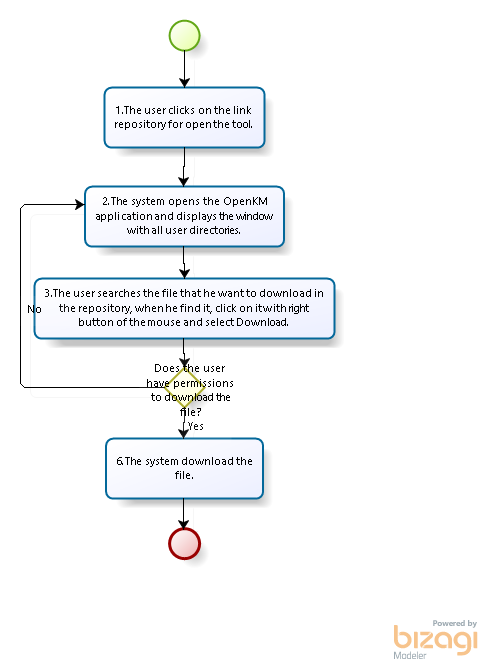 1.The user clicks on the link
repository for open the tool.
2.The system opens the OpenKM
application and displays the window
with all user directories.
3.The user searches the file that he want to download in
the repository, when he find it, click on it with right
button of the mouse and select Download.
No
Does the user
have permissions
to download the
file?
Yes
6.The system download the
file.
Powered by
bizagi
Modeler